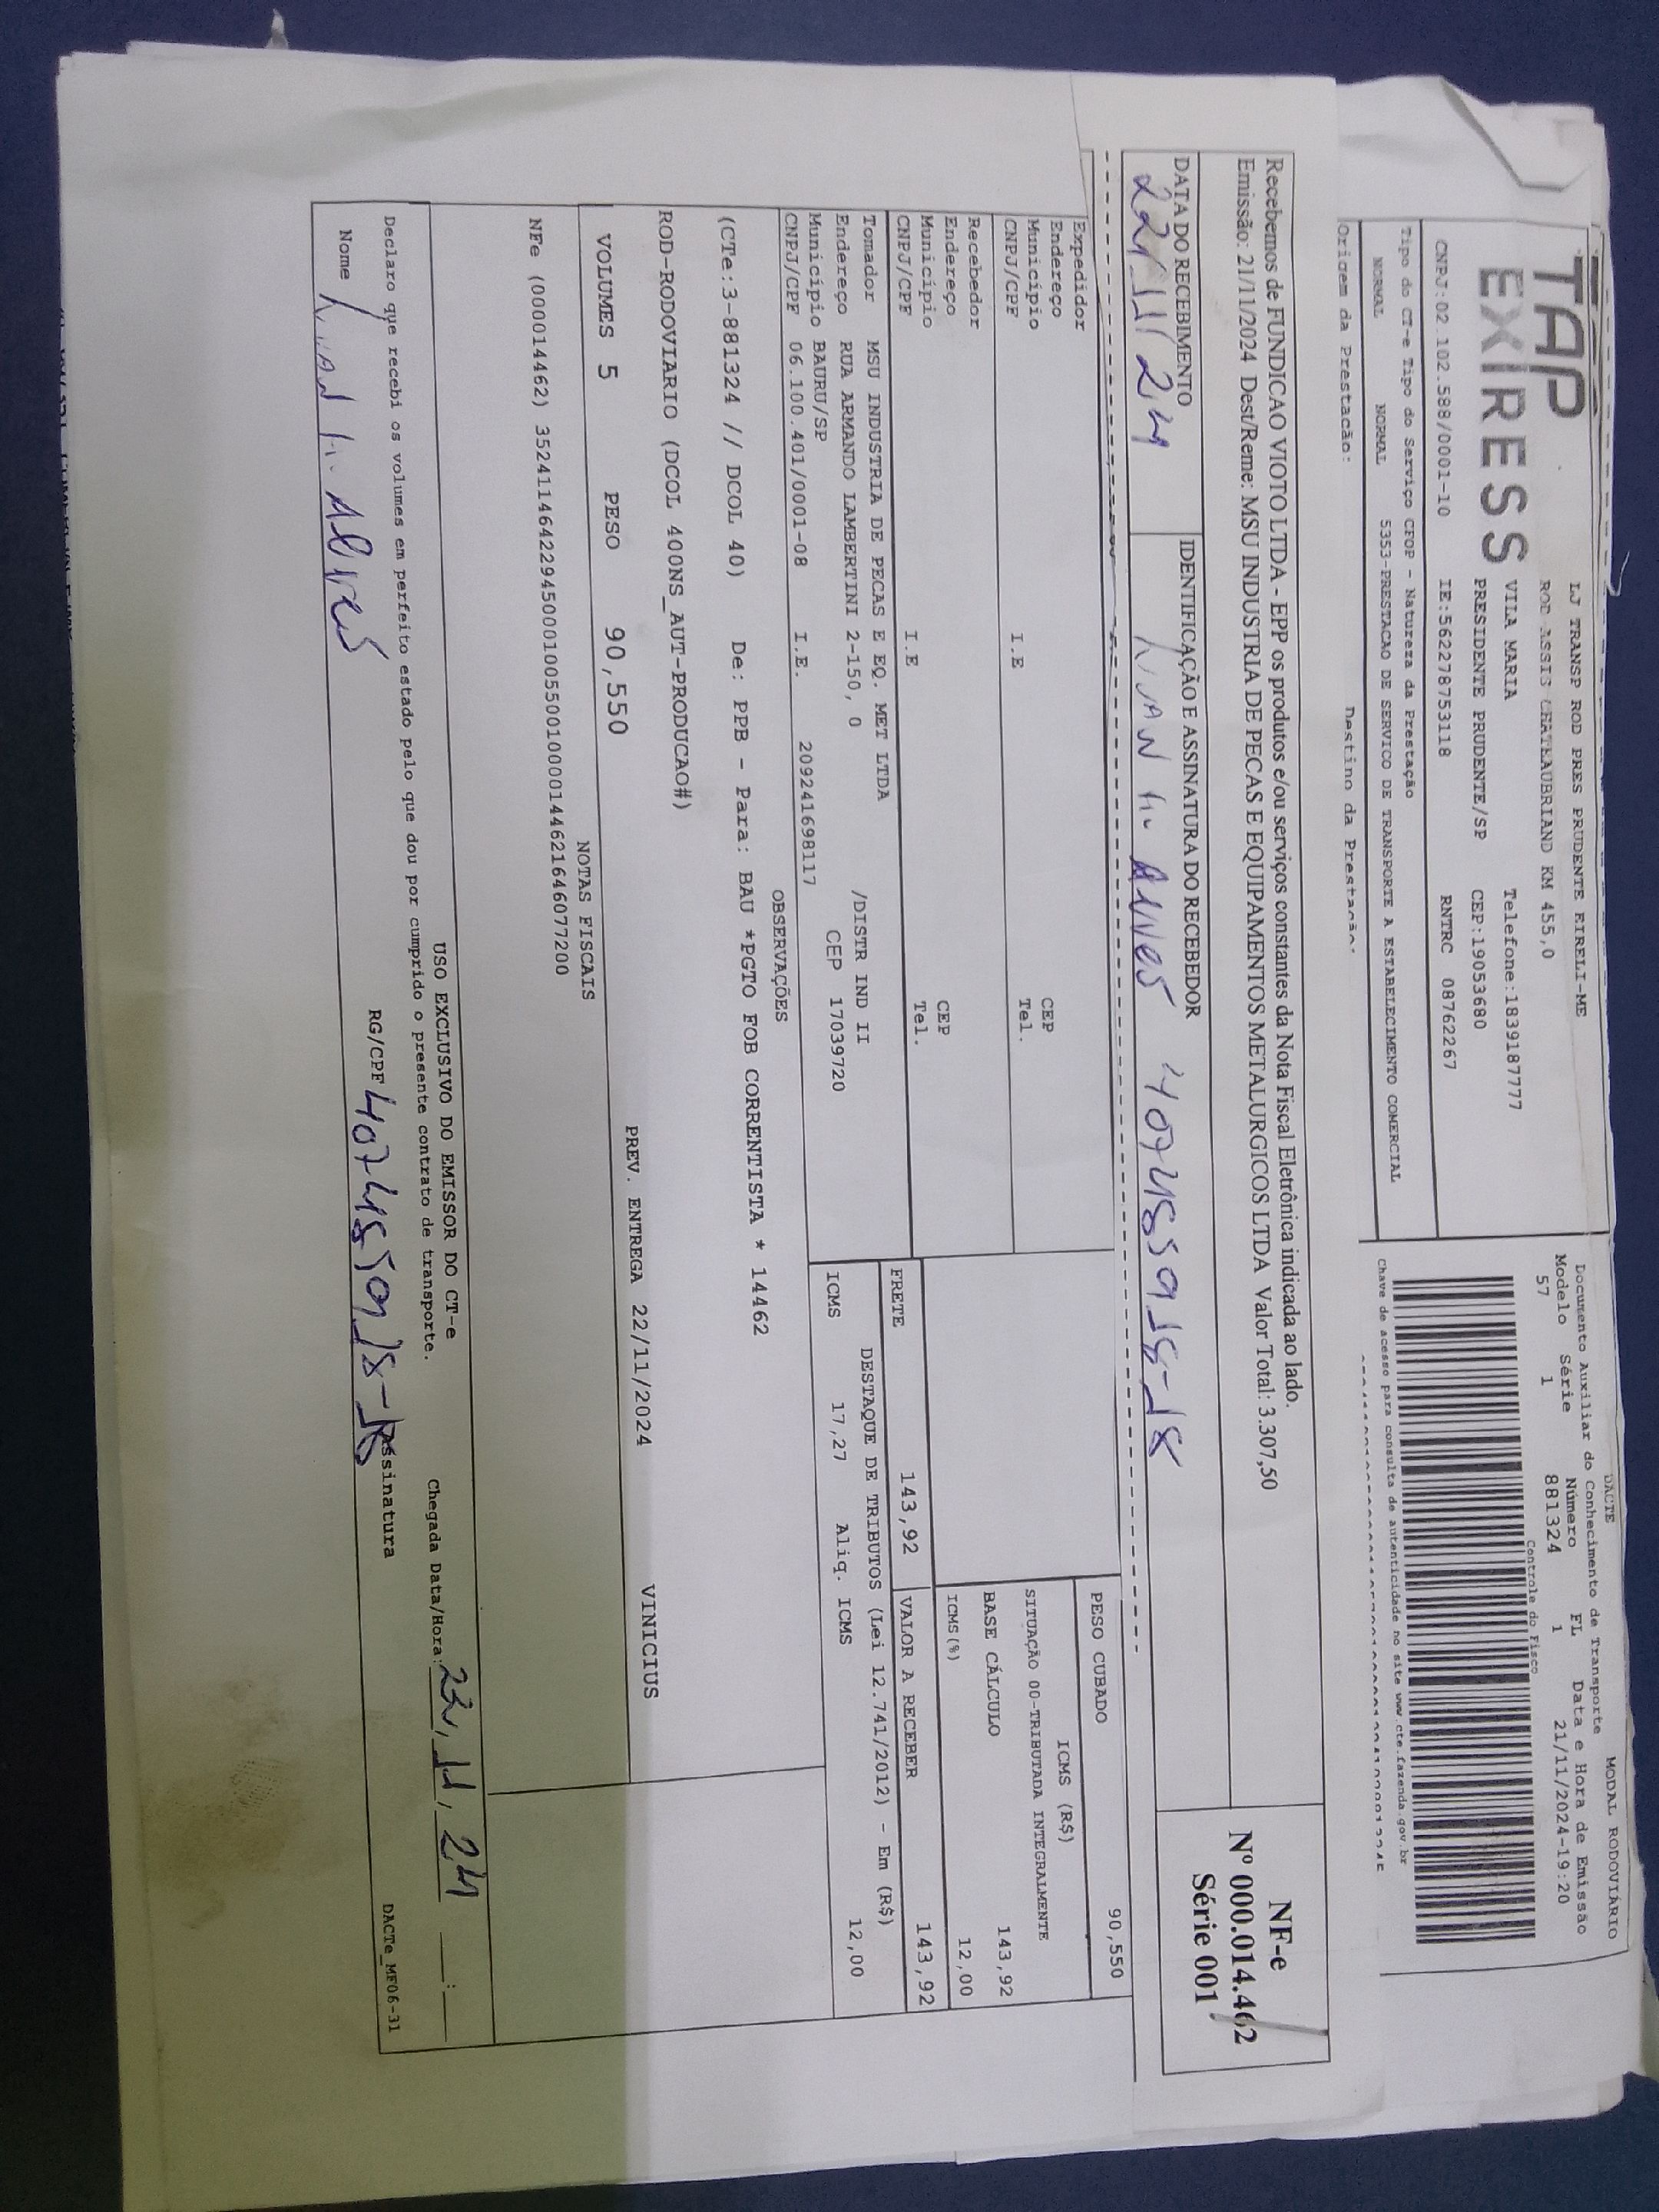 DACTE MODAL RODOVIÁRIO
TAP
EXPRESS
LJ TRANSP ROD PRES PRUDENTE EIRELI-ME
ROD ASSIS CHATEAUBRIAND KM 455,0
VILA MARIA Telefone:1839187777
PRESIDENTE PRUDENTE/SP CEP:19053680
CNPJ:02.102.588/0001-10 IE:562278753118 RNTRC 08762267
Documento Auxiliar do Conhecimento de Transporte
Modelo Série Número FL Data e Hora de Emissão
57 1 881324 1 21/11/2024-19:20
Controle do Fisco
Tipo do CT-e Tipo do Serviço CFOP - Natureza da Prestação
NORMAL NORMAL 5353-PRESTACAO DE SERVICO DE TRANSPORTE A ESTABELECIMENTO COMERCIAL
Chave de acesso para consulta de autenticidade no site www.cte.fazenda.gov.br
Origem da Prestação: Destino da Prestação:
Recebemos de FUNDICAO VIOTO LTDA - EPP os produtos e/ou serviços constantes da Nota Fiscal Eletrônica indicada ao lado.
Emissão: 21/11/2024 Dest/Reme: MSU INDUSTRIA DE PECAS E EQUIPAMENTOS METALURGICOS LTDA Valor Total: 3.307,50
NF-e
Nº 000.014.462
Série 001
DATA DO RECEBIMENTO IDENTIFICAÇÃO E ASSINATURA DO RECEBEDOR
22/11/24 Alves
Expedidor
Endereço
Município CEP
CNPJ/CPF I.E Tel.
Recebedor
Endereço
Município CEP
CNPJ/CPF I.E Tel.
PESO CUBADO 90,550
ICMS (R$)
SITUAÇÃO 00-TRIBUTADA INTEGRALMENTE
BASE CÁLCULO 143,92
ICMS(%) 12,00
Tomador MSU INDUSTRIA DE PECAS E EQ. MET LTDA
Endereço RUA ARMANDO LAMBERTINI 2-150, 0 /DISTR IND II
Município BAURU/SP CEP 17039720
CNPJ/CPF 06.100.401/0001-08 I.E. 209241698117
FRETE 143,92 VALOR A RECEBER 143,92
DESTAQUE DE TRIBUTOS (Lei 12.741/2012) - Em (R$)
ICMS 17,27 Aliq. ICMS 12,00
OBSERVAÇÕES
(CTe:3-881324 // DCOL 40) De: PPB - Para: BAU *PGTO FOB CORRENTISTA * 14462
ROD-RODOVIARIO (DCOL 400NS_AUT-PRODUCAO#)
VINICIUS
VOLUMES 5 PESO 90,550 PREV. ENTREGA 22/11/2024
NOTAS FISCAIS
NFe (000014462) 35241146422945000100550010000144621646077200
USO EXCLUSIVO DO EMISSOR DO CT-e
Declaro que recebi os volumes em perfeito estado pelo que dou por cumprido o presente contrato de transporte.
Chegada Data/Hora: 22/11/24 __:__
Nome Alves RG/CPF Assinatura
DACTe_MF06-31